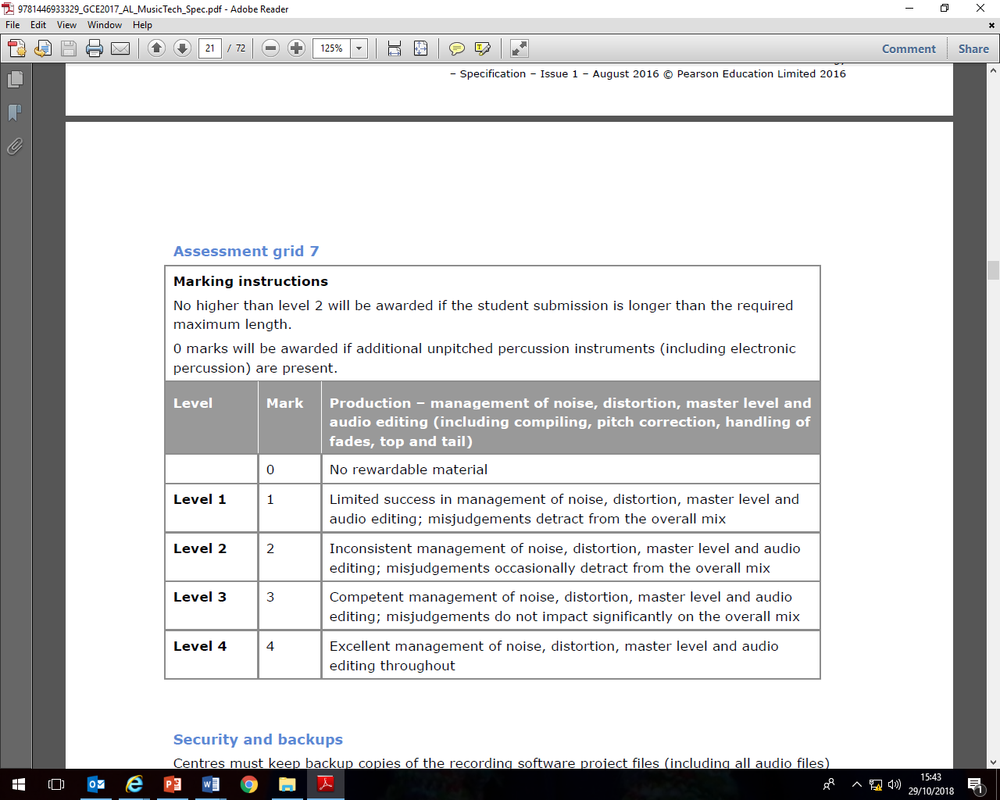 9781446933329_GCE2017_AL_MusicTech_Spec.pdf - Adobe Reader
File Edit View Window Help
21 / 72 125% Comment Share
– Specification – Issue 1 – August 2016 © Pearson Education Limited 2016
Assessment grid 7
Marking instructions
No higher than level 2 will be awarded if the student submission is longer than the required
maximum length.
0 marks will be awarded if additional unpitched percussion instruments (including electronic
percussion) are present.
Level Mark Production – management of noise, distortion, master level and
audio editing (including compiling, pitch correction, handling of
fades, top and tail)
0 No rewardable material
Level 1 1 Limited success in management of noise, distortion, master level and
audio editing; misjudgements detract from the overall mix
Level 2 2 Inconsistent management of noise, distortion, master level and audio
editing; misjudgements occasionally detract from the overall mix
Level 3 3 Competent management of noise, distortion, master level and audio
editing; misjudgements do not impact significantly on the overall mix
Level 4 4 Excellent management of noise, distortion, master level and audio
editing throughout
Security and backups
Centres must keep backup copies of the recording software project files (including all audio files)
15:43
29/10/2018
1